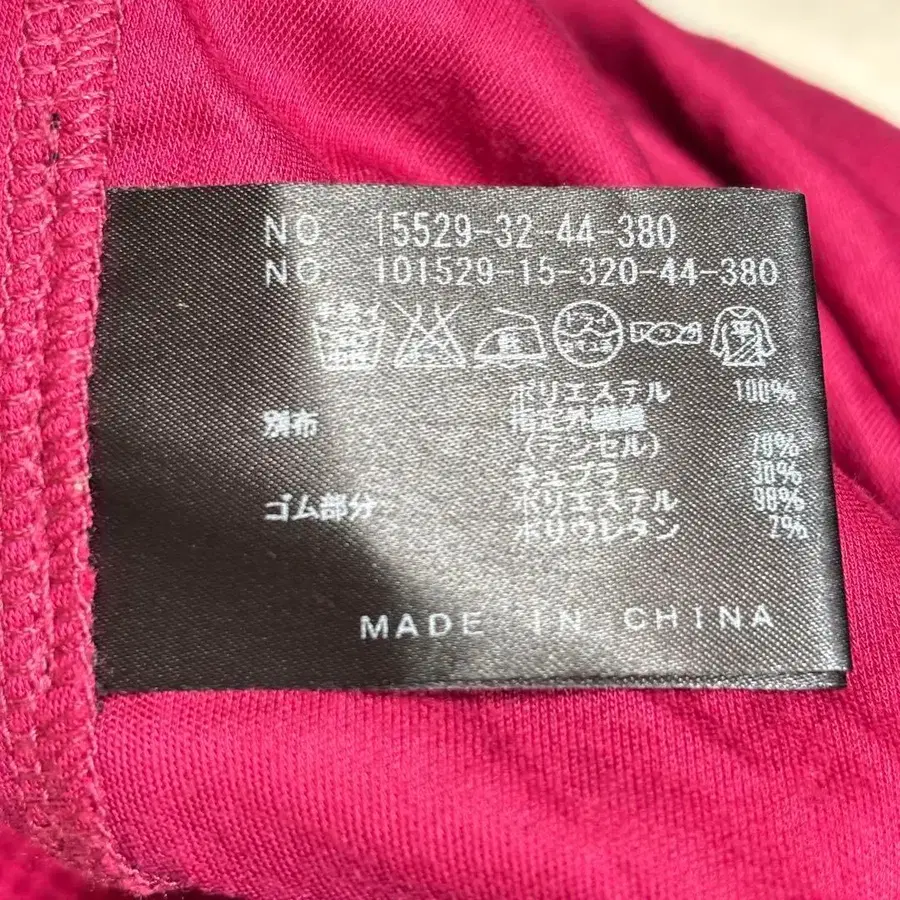 NO. 15529-32-44-380
NO. 101529-15-320-44-380
平
ポリエステル 100%
別布 指定外繊維
(テンセル) 70%
キュプラ 30%
ゴム部分 ポリエステル 98%
ポリウレタン 2%
MADE IN CHINA